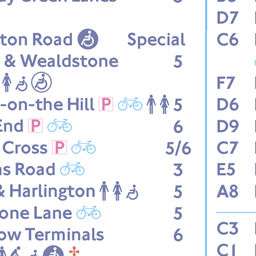 Green Lanes 6
D7
ton Road Special C6
& Wealdstone 5
F7
-on-the Hill P 5 D6
End P 6 D9
Cross P 5/6 C7
Road 3 E5
& Harlington 5 A8
one Lane 5 C3
ow Terminals 6 C1